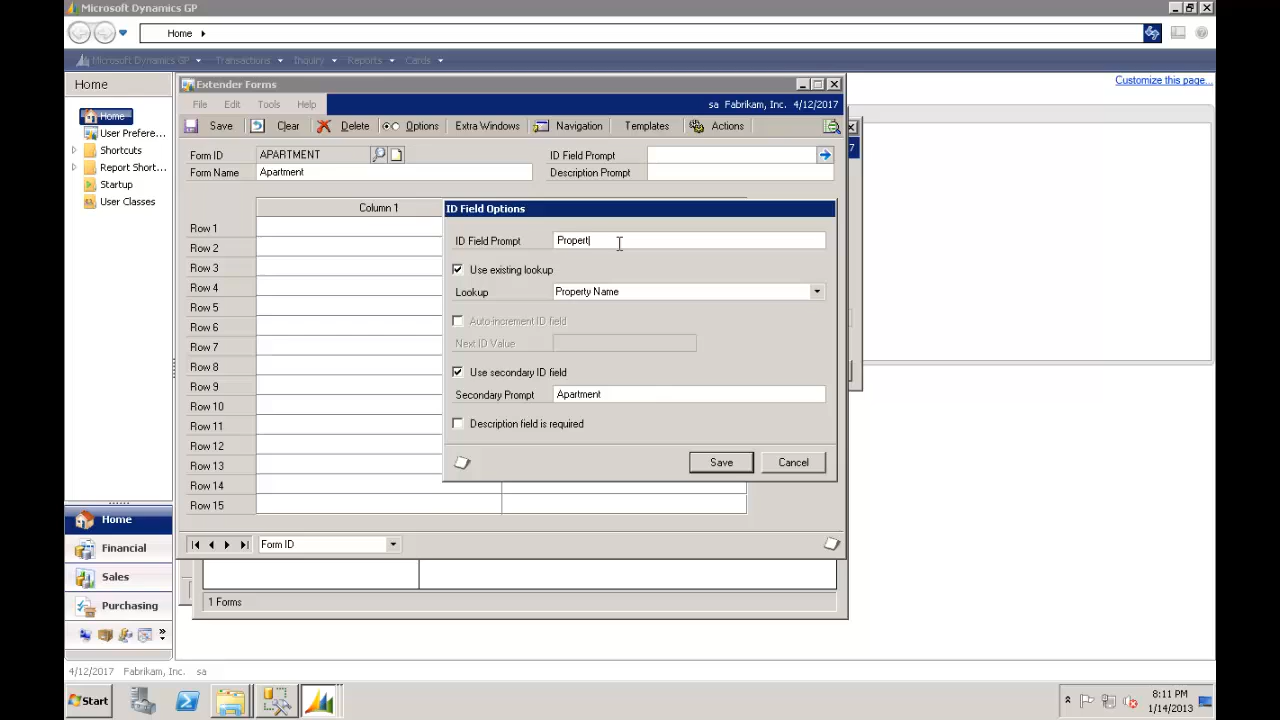 Microsoft Dynamics GP
Home
Microsoft Dynamics GP Transactions Inquiry Reports Cards
Home
Customize this page...
Home
User Prefere...
Shortcuts
Report Short...
Startup
User Classes
Extender Forms
File Edit Tools Help
sa Fabrikam, Inc. 4/12/2017
Save Clear Delete Options Extra Windows Navigation Templates Actions
7
Form ID APARTMENT ID Field Prompt
Form Name Apartment Description Prompt
Column 1
Row 1
Row 2
Row 3
Row 4
Row 5
Row 6
Row 7
Row 8
Row 9
Row 10
Row 11
Row 12
Row 13
Row 14
Row 15
ID Field Options
ID Field Prompt Propert
Use existing lookup
Lookup Property Name
Auto-increment ID field
Next ID Value
Use secondary ID field
Secondary Prompt Apartment
Description field is required
Save Cancel
Form ID
1 Forms
Home
Financial
Sales
Purchasing
4/12/2017 Fabrikam, Inc. sa
Start
8:11 PM
1/14/2013